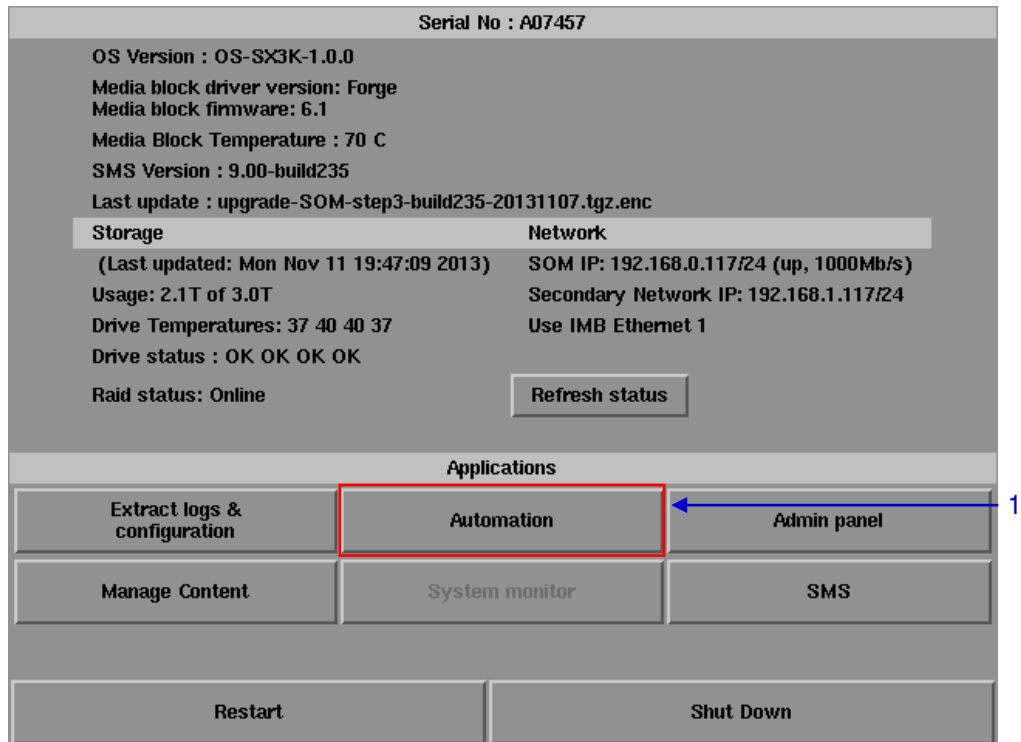 Serial No : A07457
OS Version : OS-SX3K-1.0.0
Media block driver version: Forge
Media block firmware: 6.1
Media Block Temperature : 70 C
SMS Version : 9.00-build235
Last update : upgrade-SOM-step3-build235-20131107.tgz.enc
Storage Network
(Last updated: Mon Nov 11 19:47:09 2013) SOM IP: 192.168.0.117/24 (up, 1000Mb/s)
Usage: 2.1T of 3.0T Secondary Network IP: 192.168.1.117/24
Drive Temperatures: 37 40 40 37 Use IMB Ethernet 1
Drive status : OK OK OK OK
Raid status: Online Refresh status
Applications
Extract logs &
configuration
Automation
Admin panel
1
Manage Content System monitor SMS
Restart Shut Down